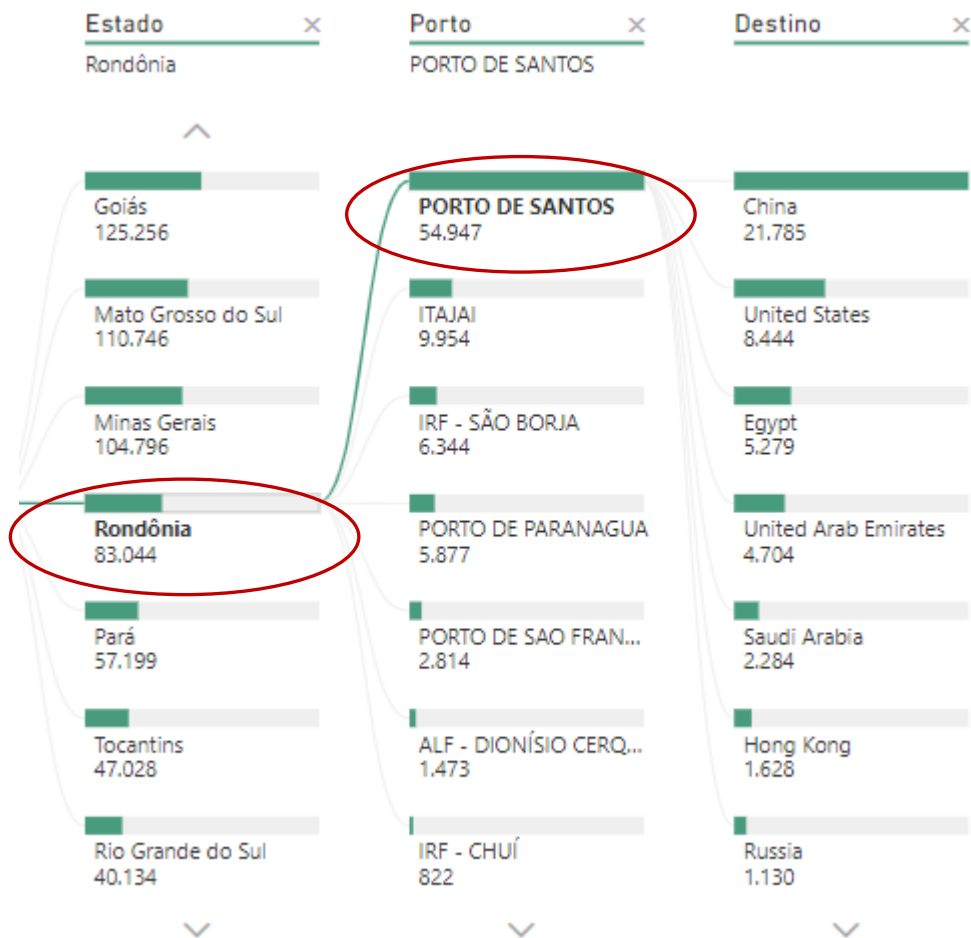 Estado
Rondônia
Goiás
125.256
Mato Grosso do Sul
110.746
Minas Gerais
104.796
Rondônia
83.044
Pará
57.199
Tocantins
47.028
Rio Grande do Sul
40.134
Porto
PORTO DE SANTOS
PORTO DE SANTOS
54.947
ITAJAI
9.954
IRF - SÃO BORJA
6.344
PORTO DE PARANAGUA
5.877
PORTO DE SAO FRAN...
2.814
ALF - DIONÍSIO CERQ...
1.473
IRF - CHUÍ
822
Destino
China
21.785
United States
8.444
Egypt
5.279
United Arab Emirates
4.704
Saudi Arabia
2.284
Hong Kong
1.628
Russia
1.130